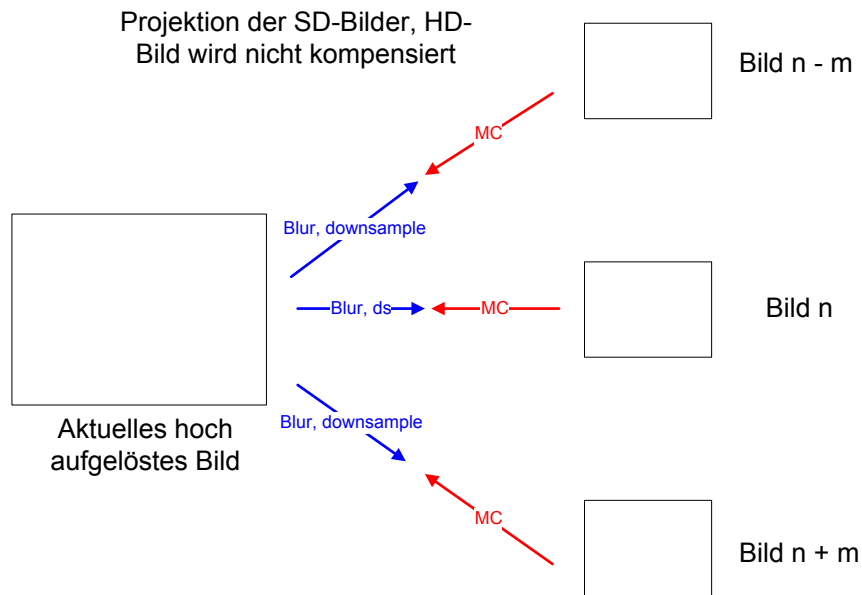 Projektion der SD-Bilder, HD-
Bild wird nicht kompensiert
Bild n - m
MC
Blur, downsample
Blur, ds
MC
Bild n
Aktuelles hoch
aufgelöstes Bild
Blur, downsample
MC
Bild n + m